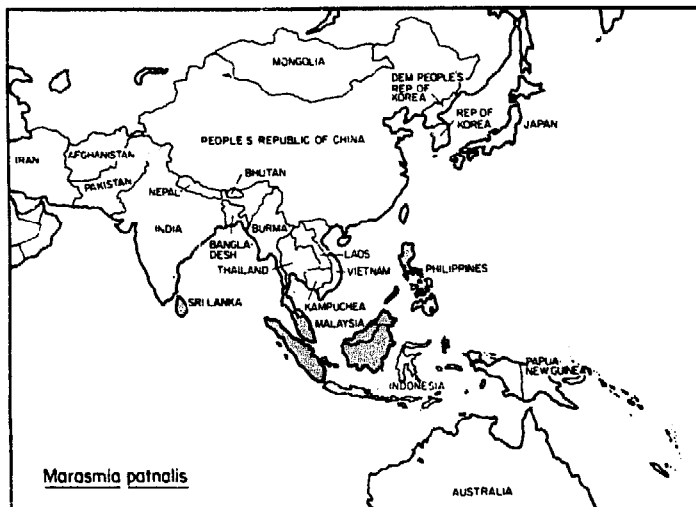 MONGOLIA
DEM PEOPLE'S
REP OF
KOREA
REP OF
KOREA
JAPAN
PEOPLE'S REPUBLIC OF CHINA
IRAN
AFGHANISTAN
PAKISTAN
NEPAL
BHUTAN
INDIA
BANGLA-
DESH
BURMA
LAOS
THAILAND
VIETNAM
PHILIPPINES
KAMPUCHEA
SRI LANKA
MALAYSIA
INDONESIA
PAPUA
NEW GUINEA
Marasmia patnalis
AUSTRALIA